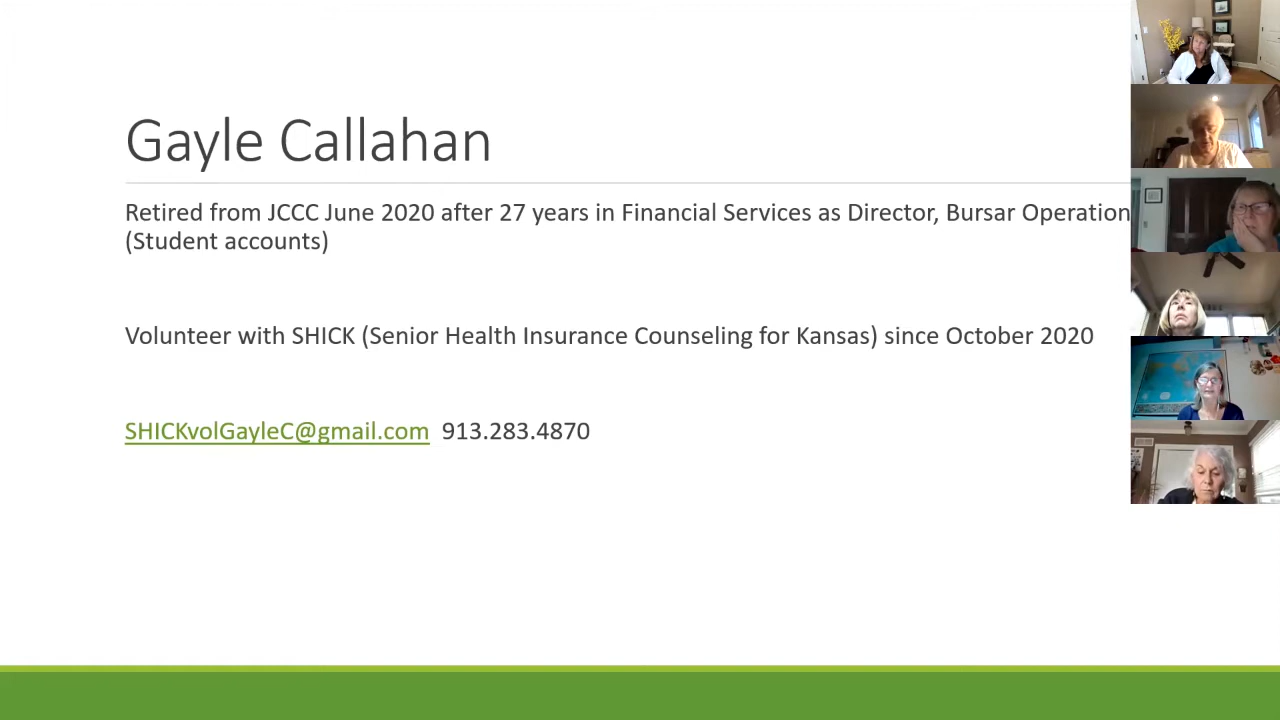 Gayle Callahan
Retired from JCCC June 2020 after 27 years in Financial Services as Director, Bursar Operation
(Student accounts)
Volunteer with SHICK (Senior Health Insurance Counseling for Kansas) since October 2020
SHICKvolGayleC@gmail.com 913.283.4870